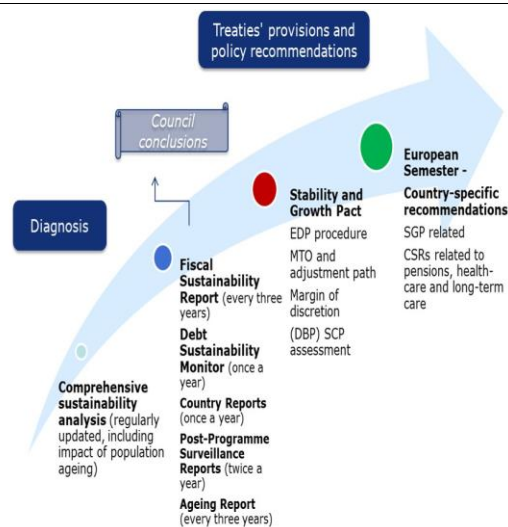 Treaties' provisions and
policy recommendations
Council
conclusions
Diagnosis
Comprehensive
sustainability
analysis (regularly
updated, including
impact of population
ageing)
Fiscal
Sustainability
Report (every three
years)
Debt
Sustainability
Monitor (once a
year)
Country Reports
(once a year)
Post-Programme
Surveillance
Reports (twice a
year)
Ageing Report
(every three years)
Stability and
Growth Pact
EDP procedure
MTO and
adjustment path
Margin of
discretion
(DBP) SCP
assessment
European
Semester -
Country-specific
recommendations
SGP related
CSRs related to
pensions, health-
care and long-term
care